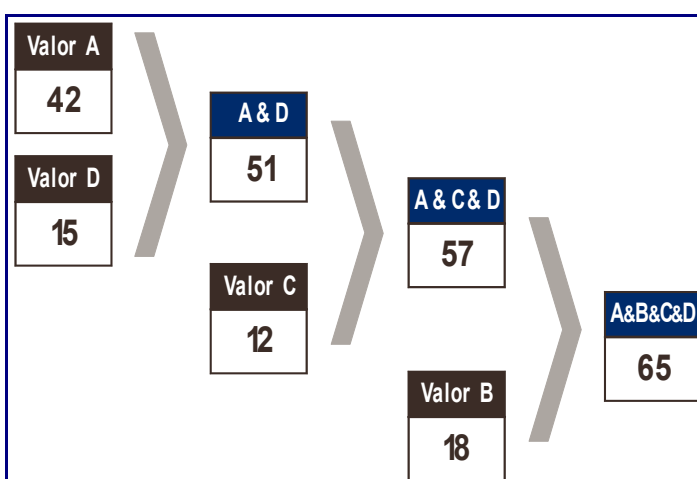 Valor A
42
Valor D
15
A & D
51
Valor C
12
A & C & D
57
Valor B
18
A&B&C&D
65